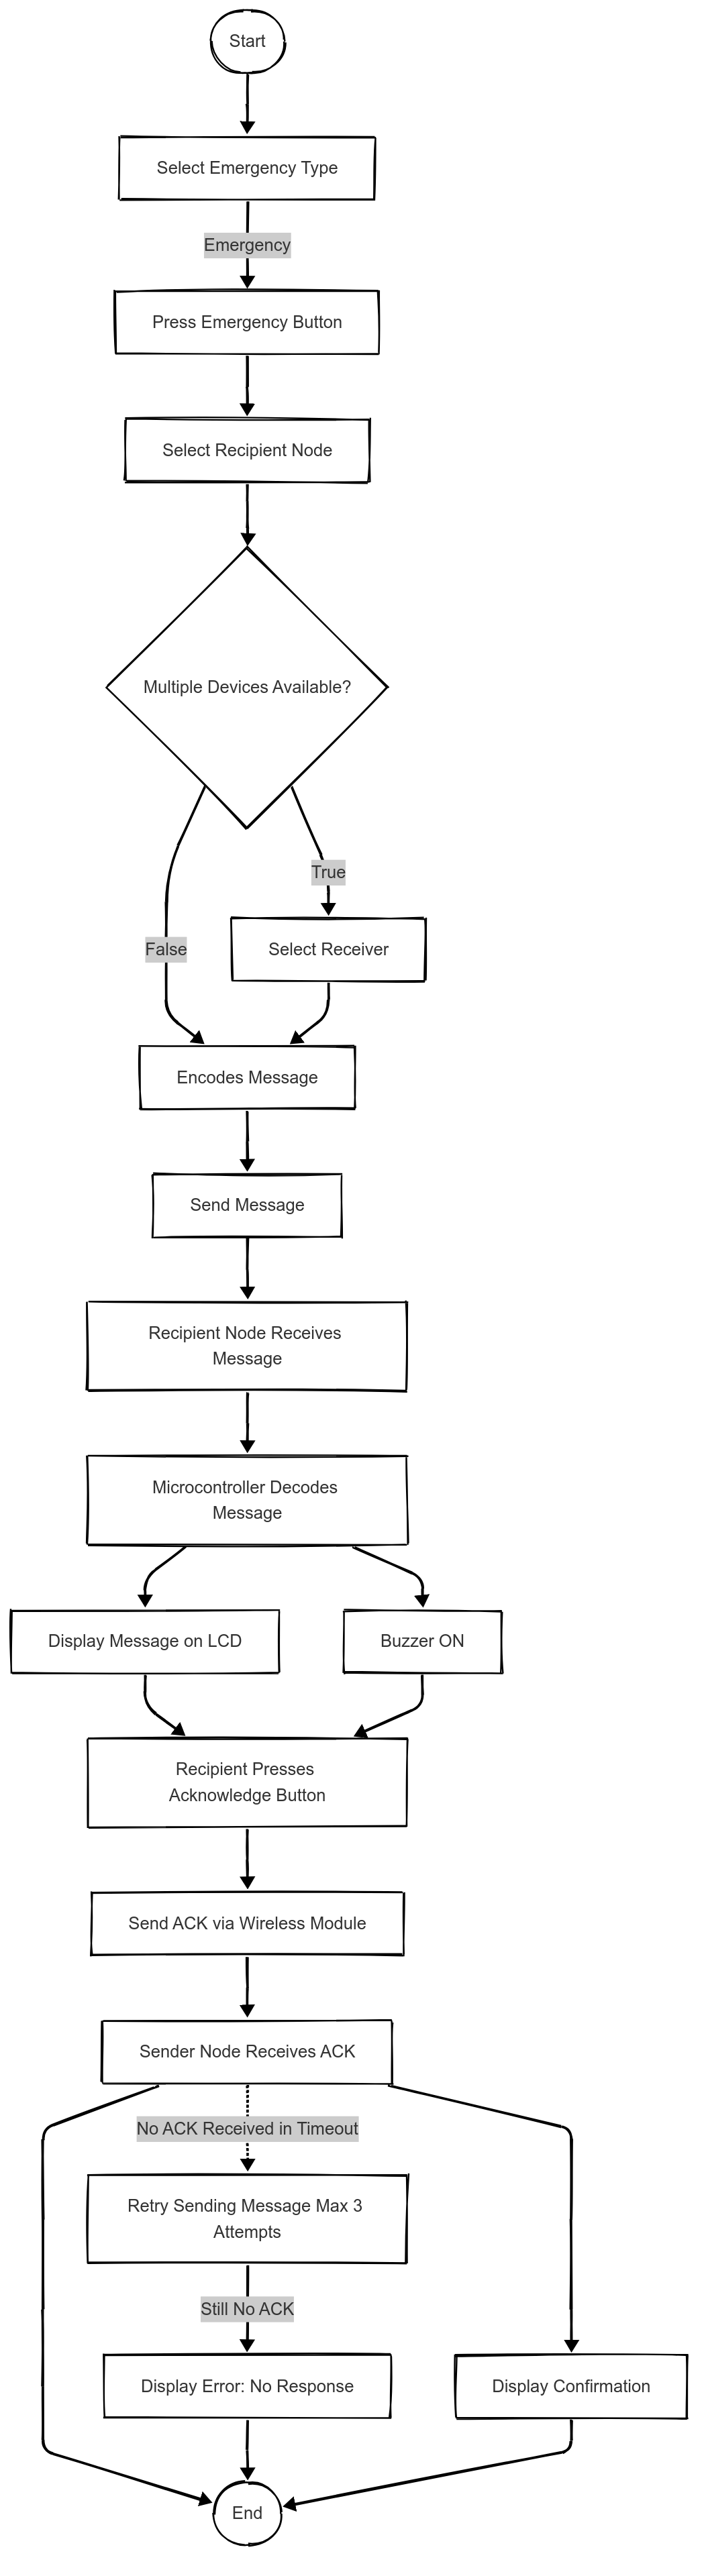 Start
Select Emergency Type
Emergency
Press Emergency Button
Select Recipient Node
Multiple Devices Available?
True
False
Select Receiver
Encodes Message
Send Message
Recipient Node Receives
Message
Microcontroller Decodes
Message
Display Message on LCD
Buzzer ON
Recipient Presses
Acknowledge Button
Send ACK via Wireless Module
Sender Node Receives ACK
No ACK Received in Timeout
Retry Sending Message Max 3
Attempts
Still No ACK
Display Error: No Response
Display Confirmation
End